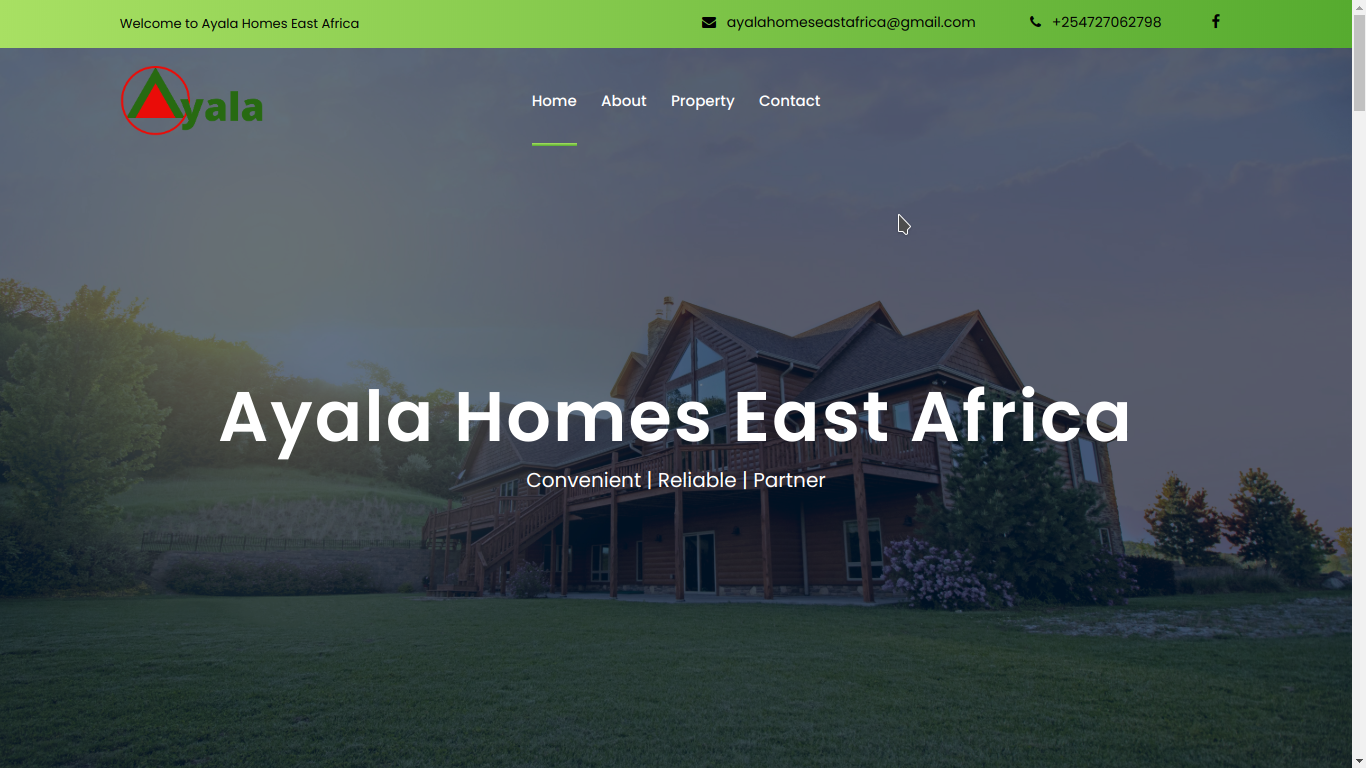 Welcome to Ayala Homes East Africa
ayalahomeseastafrica@gmail.com
+254727062798
Ayala
Home
About
Property
Contact
Ayala Homes East Africa
Convenient | Reliable | Partner